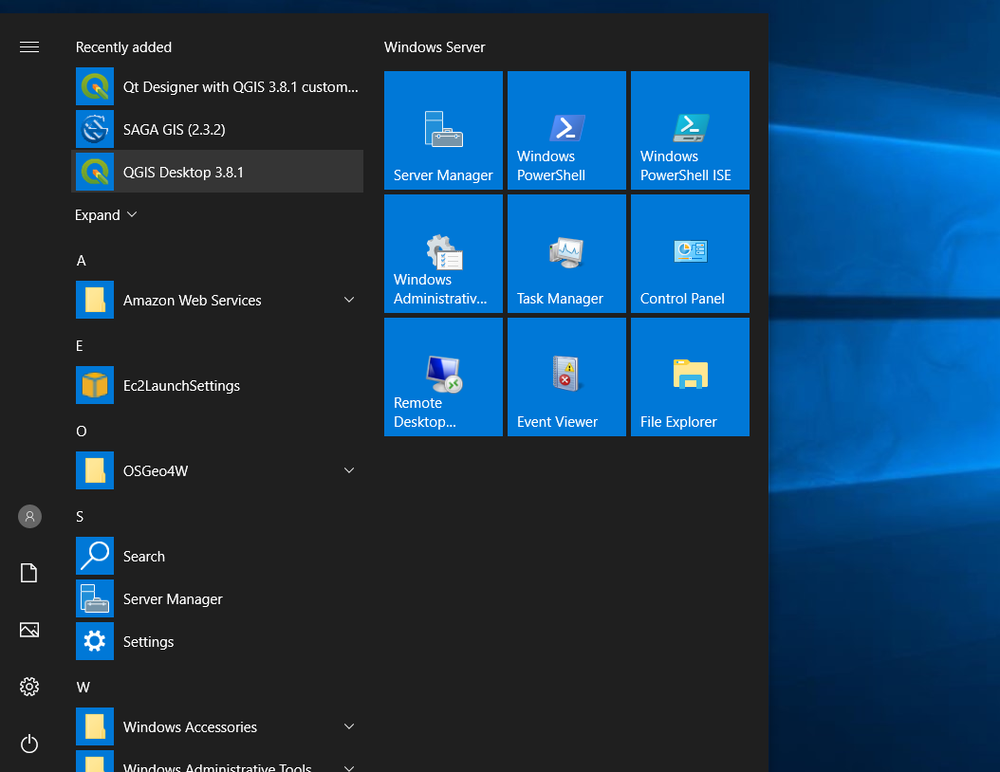 Recently added
Qt Designer with QGIS 3.8.1 custom...
SAGA GIS (2.3.2)
QGIS Desktop 3.8.1
Expand
A
Amazon Web Services
E
Ec2LaunchSettings
O
OSGeo4W
S
Search
Server Manager
Settings
W
Windows Accessories
Windows Administrative Tools
Windows Server
Server Manager
Windows
PowerShell
Windows
PowerShell ISE
Windows
Administrativ...
Task Manager
Control Panel
Remote
Desktop...
Event Viewer
File Explorer